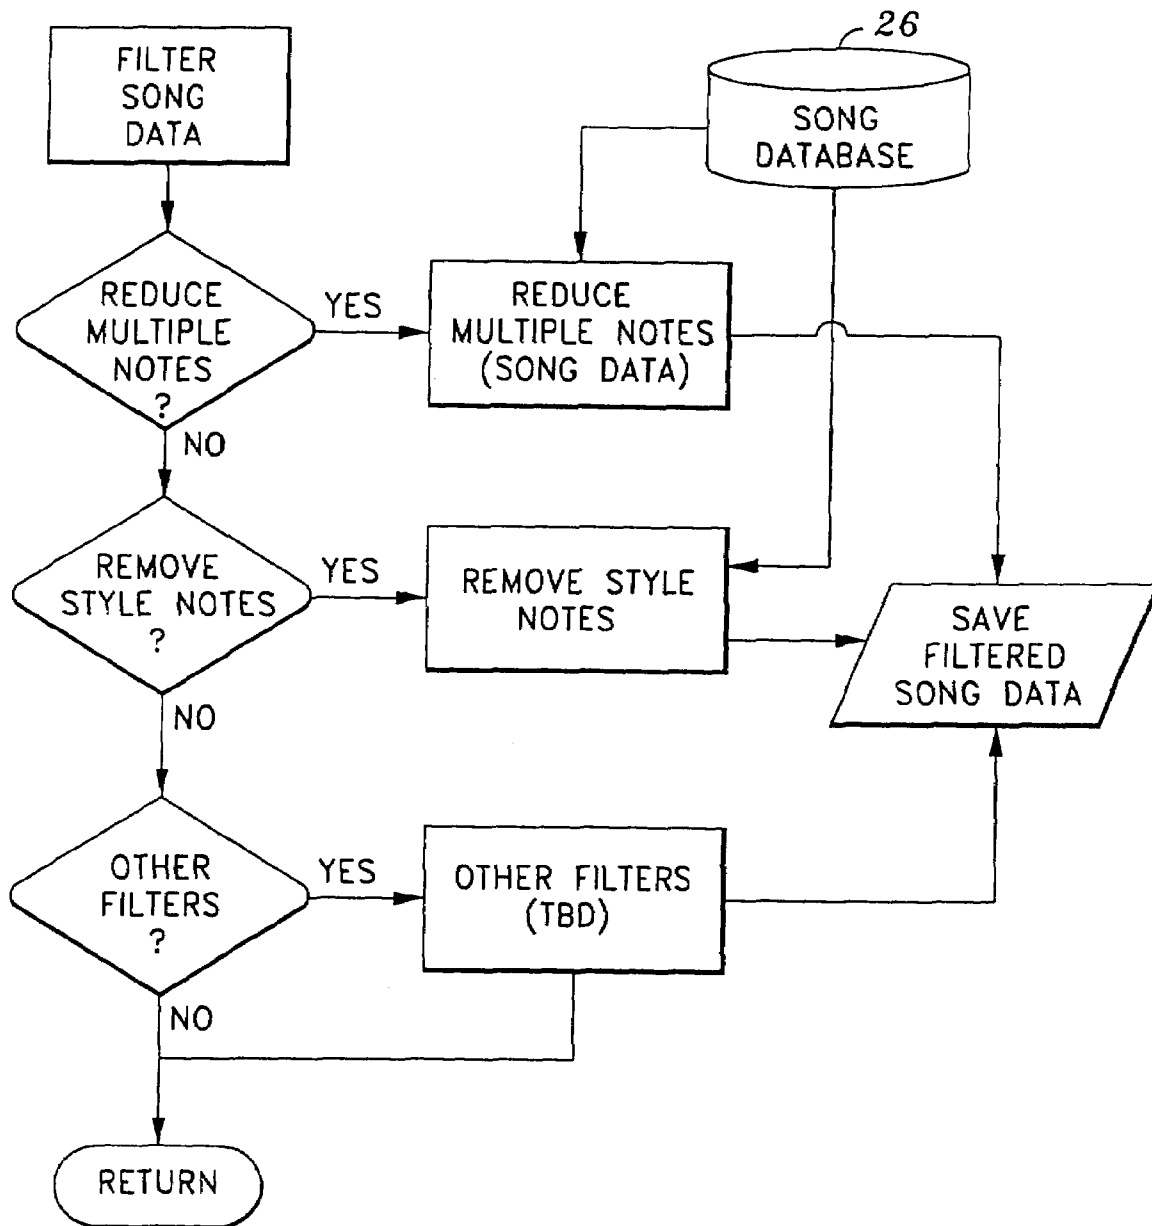 FILTER
SONG
DATA
26
SONG
DATABASE
REDUCE
MULTIPLE
NOTES
?
YES
REDUCE
MULTIPLE NOTES
(SONG DATA)
NO
REMOVE
STYLE NOTES
?
YES
REMOVE STYLE
NOTES
SAVE
FILTERED
SONG DATA
NO
OTHER
FILTERS
?
YES
OTHER FILTERS
(TBD)
NO
RETURN